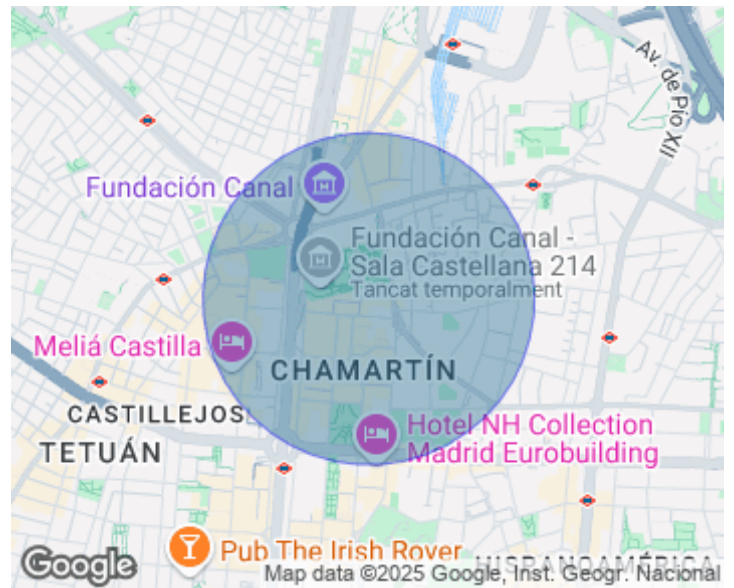 Av. de Pío XII
Fundación Canal
Fundación Canal -
Sala Castellana 214
Tancat temporalment
Meliá Castilla
CHAMARTÍN
CASTILLEJOS
TETUÁN
Hotel NH Collection
Madrid Eurobuilding
Pub The Irish Rover
HISPANOAMÉRICA
Google
Map data ©2025 Google, Inst. Geogr. Nacional